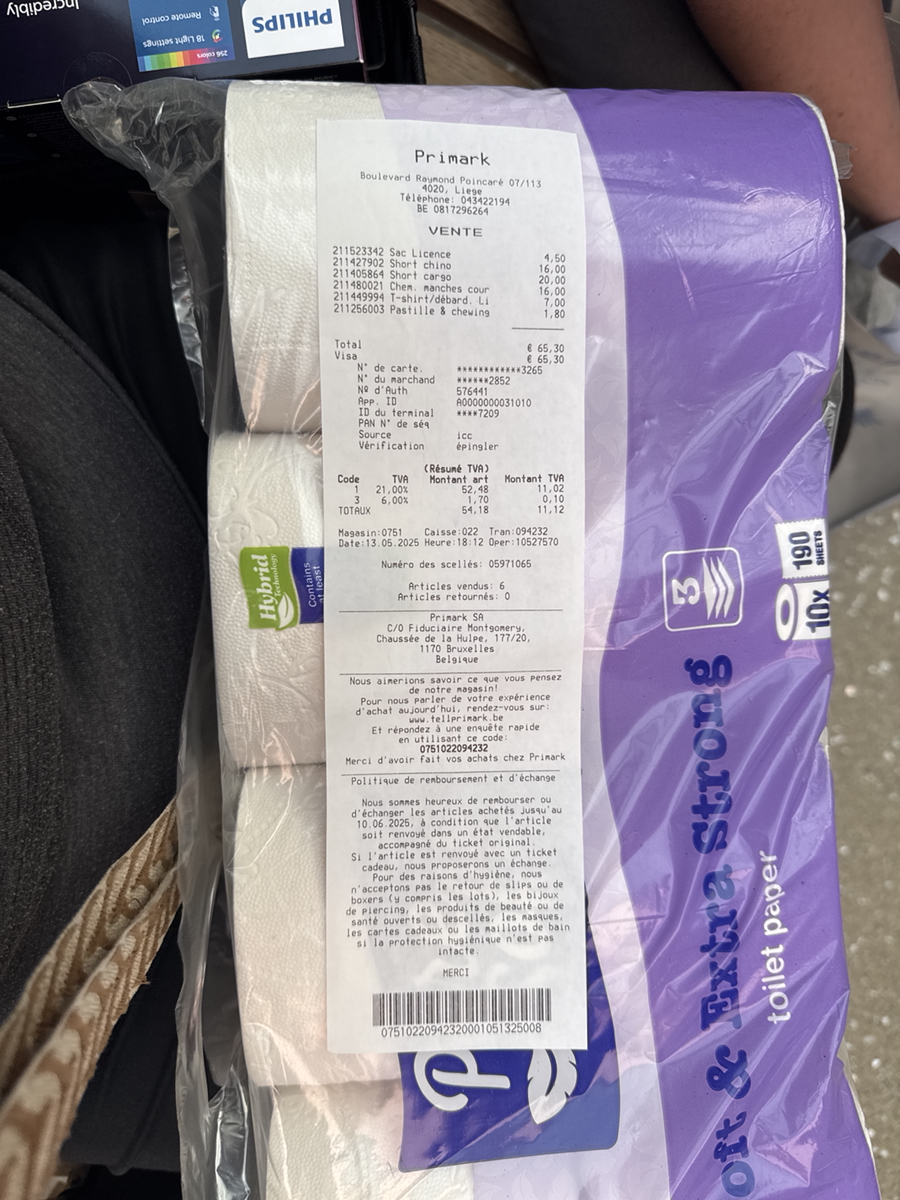 Incredibly
Remote control
18 Light settings
256 colors
PHILIPS
Primark
Boulevard Raymond Poincaré 07/113
4020, Liege
Téléphone: 043422194
BE 0817296264
VENTE
211523342 Sac Licence 4,50
211427902 Short chino 16,00
211405864 Short cargo 20,00
211480021 Chem. manches cour 16,00
211449994 T-shirt/débard. Li 7,00
211256003 Pastille & chewing 1,80
Total € 65,30
Visa € 65,30
N° de carte. ************3265
N° du marchand ******2852
Nº d'Auth 576441
App. ID A0000000031010
ID du terminal ****7209
PAN N° de séq
Source icc
Vérification épingler
(Résumé TVA)
Code TVA Montant art Montant TVA
1 21,00% 52,48 11,02
3 6,00% 1,70 0,10
TOTAUX 54,18 11,12
Magasin:0751 Caisse:022 Tran:094232
Date:13.05.2025 Heure:18:12 Oper:10527570
Numéro des scellés: 05971065
Articles vendus: 6
Articles retournés: 0
Primark SA
C/O Fiduciaire Montgomery,
Chaussée de la Hulpe, 177/20,
1170 Bruxelles
Belgique
Nous aimerions savoir ce que vous pensez
de notre magasin!
Pour nous parler de votre expérience
d'achat aujourd'hui, rendez-vous sur:
www.tellprimark.be
Et répondez à une enquête rapide
en utilisant ce code:
0751022094232
Merci d'avoir fait vos achats chez Primark
Politique de remboursement et d'échange
Nous sommes heureux de rembourser ou
d'échanger les articles achetés jusqu'au
10.06.2025, à condition que l'article
soit renvoyé dans un état vendable,
accompagné du ticket original.
Si l'article est renvoyé avec un ticket
cadeau, nous proposerons un échange.
Pour des raisons d'hygiène, nous
n'acceptons pas le retour de slips ou de
boxers (y compris les lots), les bijoux
de piercing, les produits de beauté ou de
santé ouverts ou descellés, les masques,
les cartes cadeaux ou les maillots de bain
si la protection hygiénique n'est pas
intacte.
MERCI
07510220942320001051325008
Hybrid
Technology
Contains
at least
3
190
SHEETS
10x
oft & Extra Strong
toilet paper